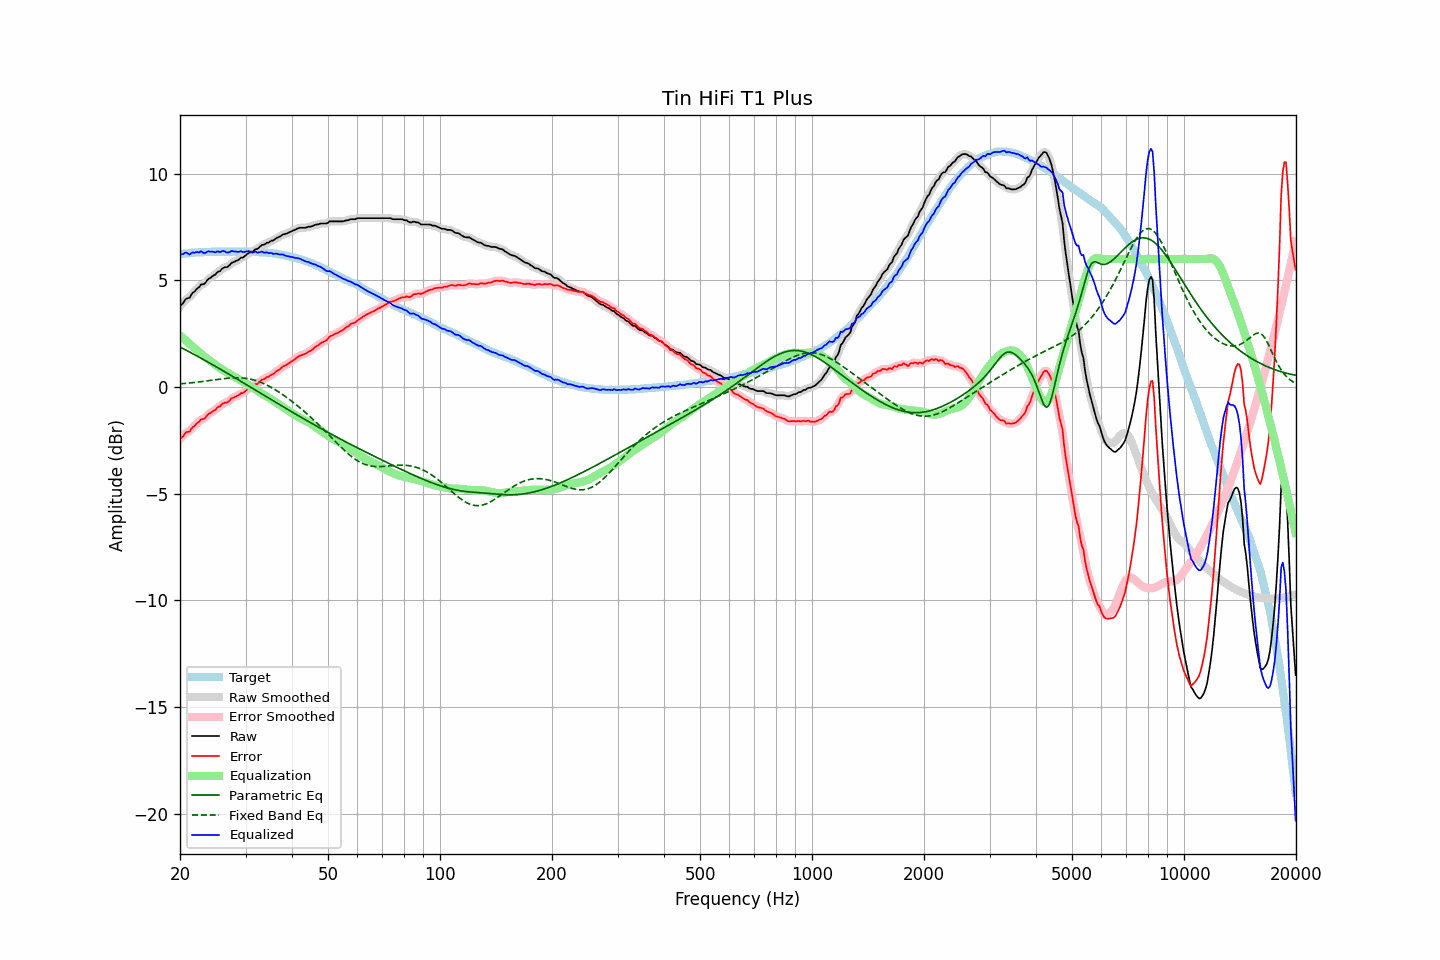 Tin HiFi T1 Plus
Amplitude (dBr)
10
5
0
−5
−10
−15
−20
Target
Raw Smoothed
Error Smoothed
Raw
Error
Equalization
Parametric Eq
Fixed Band Eq
Equalized
20 50 100 200 500 1000 2000 5000 10000 20000
Frequency (Hz)